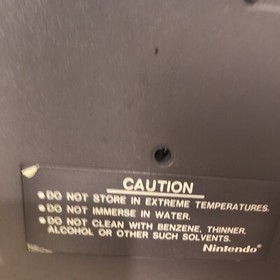 CAUTION
• DO NOT STORE IN EXTREME TEMPERATURES.
• DO NOT IMMERSE IN WATER.
• DO NOT CLEAN WITH BENZENE, THINNER,
ALCOHOL OR OTHER SUCH SOLVENTS.
Nintendo®